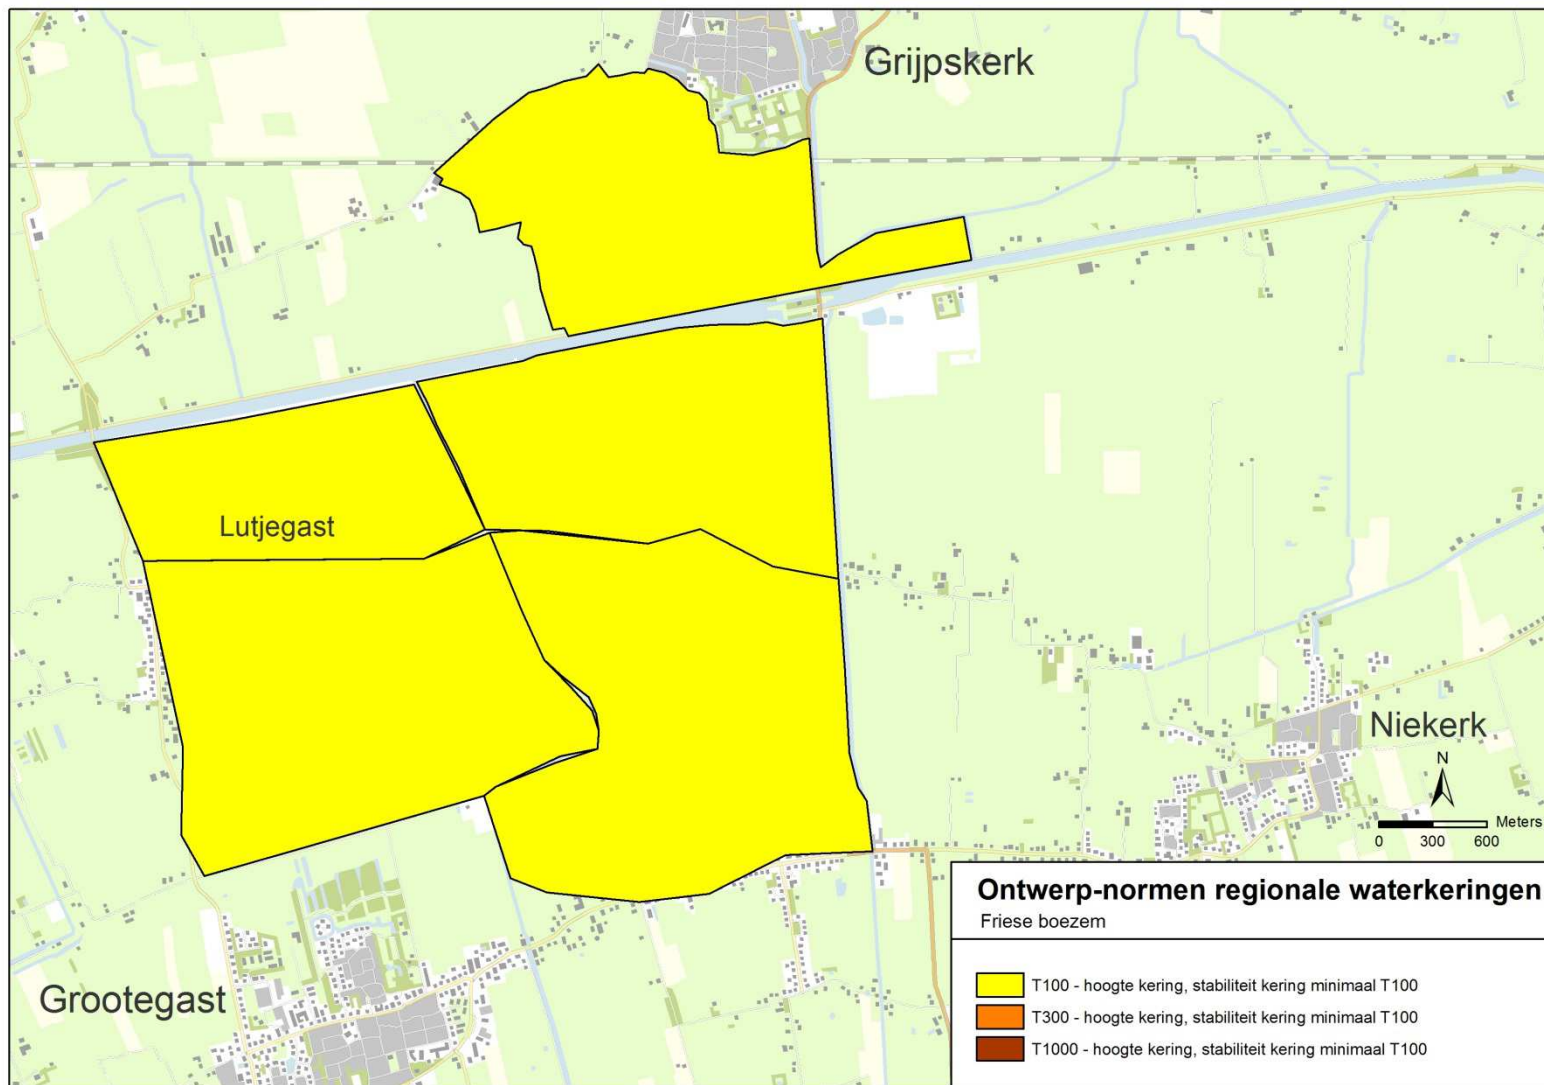 Grijpskerk
Lutjegast
Niekerk
N
Meters
0 300 600
Grootegast
Ontwerp-normen regionale waterkeringen
Friese boezem
T100 - hoogte kering, stabiliteit kering minimaal T100
T300 - hoogte kering, stabiliteit kering minimaal T100
T1000 - hoogte kering, stabiliteit kering minimaal T100